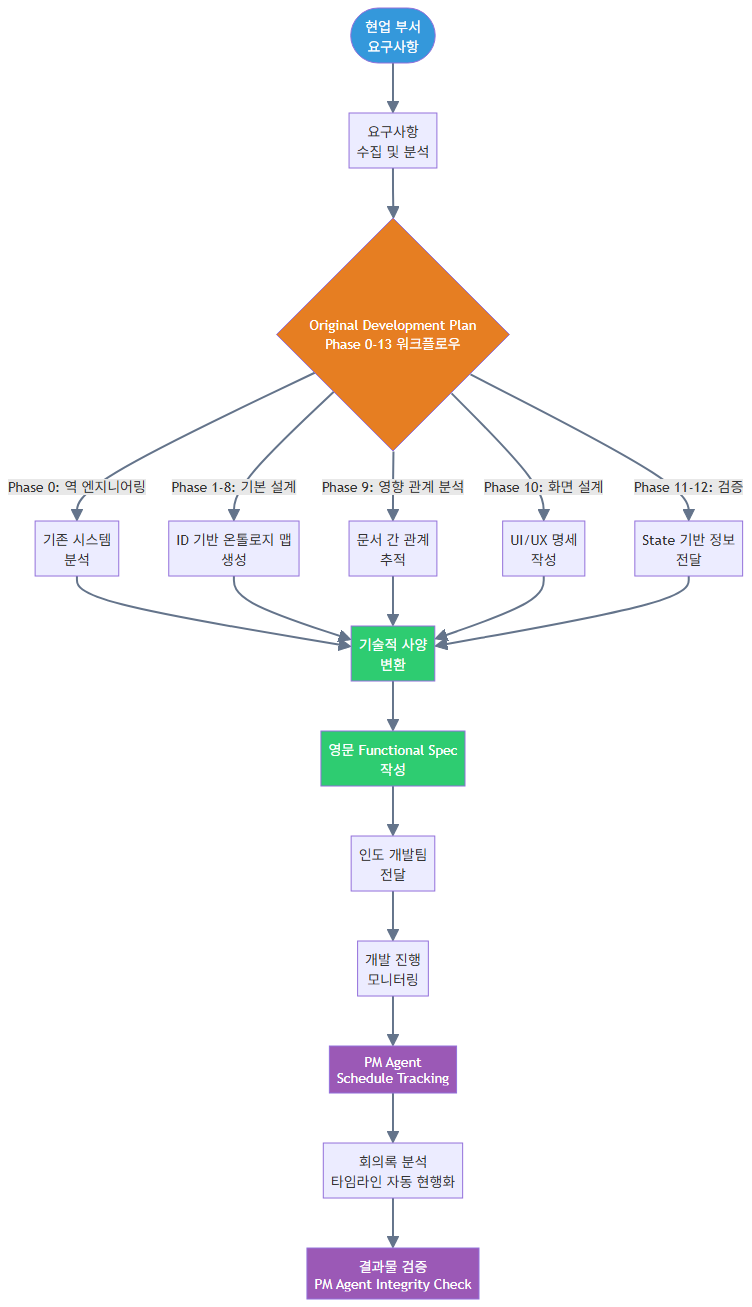 현업 부서
요구사항
요구사항
수집 및 분석
Original Development Plan
Phase 0-13 워크플로우
Phase 0: 역 엔지니어링
Phase 1-8: 기본 설계
Phase 9: 영향 관계 분석
Phase 10: 화면 설계
Phase 11-12: 검증
기존 시스템
분석
ID 기반 온톨로지 맵
생성
문서 간 관계
추적
UI/UX 명세
작성
State 기반 정보
전달
기술적 사양
변환
영문 Functional Spec
작성
인도 개발팀
전달
개발 진행
모니터링
PM Agent
Schedule Tracking
회의록 분석
타임라인 자동 현행화
결과물 검증
PM Agent Integrity Check